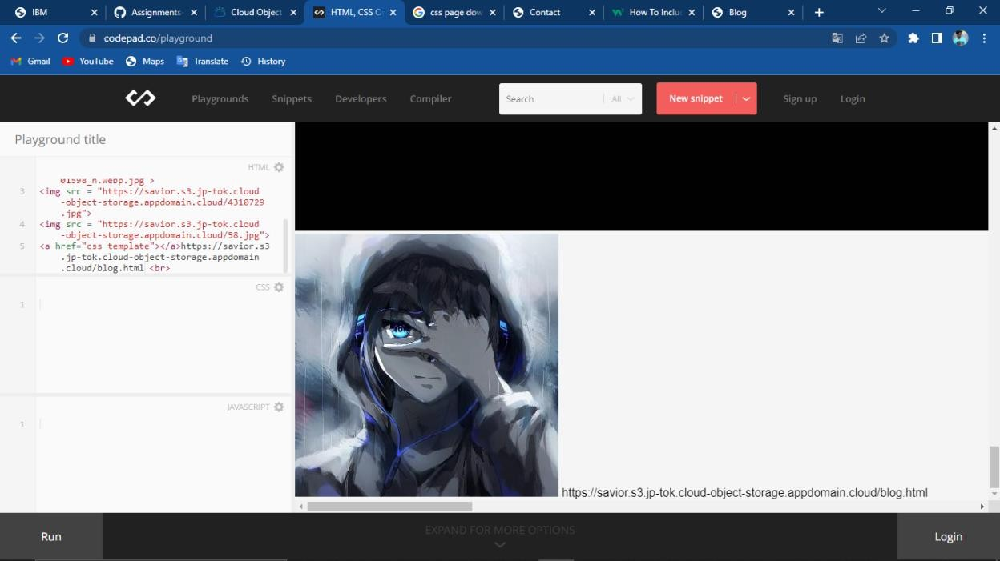 IBM
Assignments-
Cloud Object
HTML, CSS O
css page dow
Contact
How To Inclu
Blog
codepad.co/playground
Gmail YouTube Maps Translate History
Playgrounds Snippets Developers Compiler
Search All
New snippet
Sign up Login
Playground title
HTML
01598_n.webp.jpg">
3 <img src = "https://savior.s3.jp-tok.cloud
-object-storage.appdomain.cloud/4310729
.jpg">
4 <img src = "https://savior.s3.jp-tok.cloud
-object-storage.appdomain.cloud/58.jpg">
5 <a href="css template"></a>https://savior.s3
.jp-tok.cloud-object-storage.appdomain
.cloud/blog.html <br>
CSS
1
JAVASCRIPT
1
https://savior.s3.jp-tok.cloud-object-storage.appdomain.cloud/blog.html
Run
EXPAND FOR MORE OPTIONS
Login